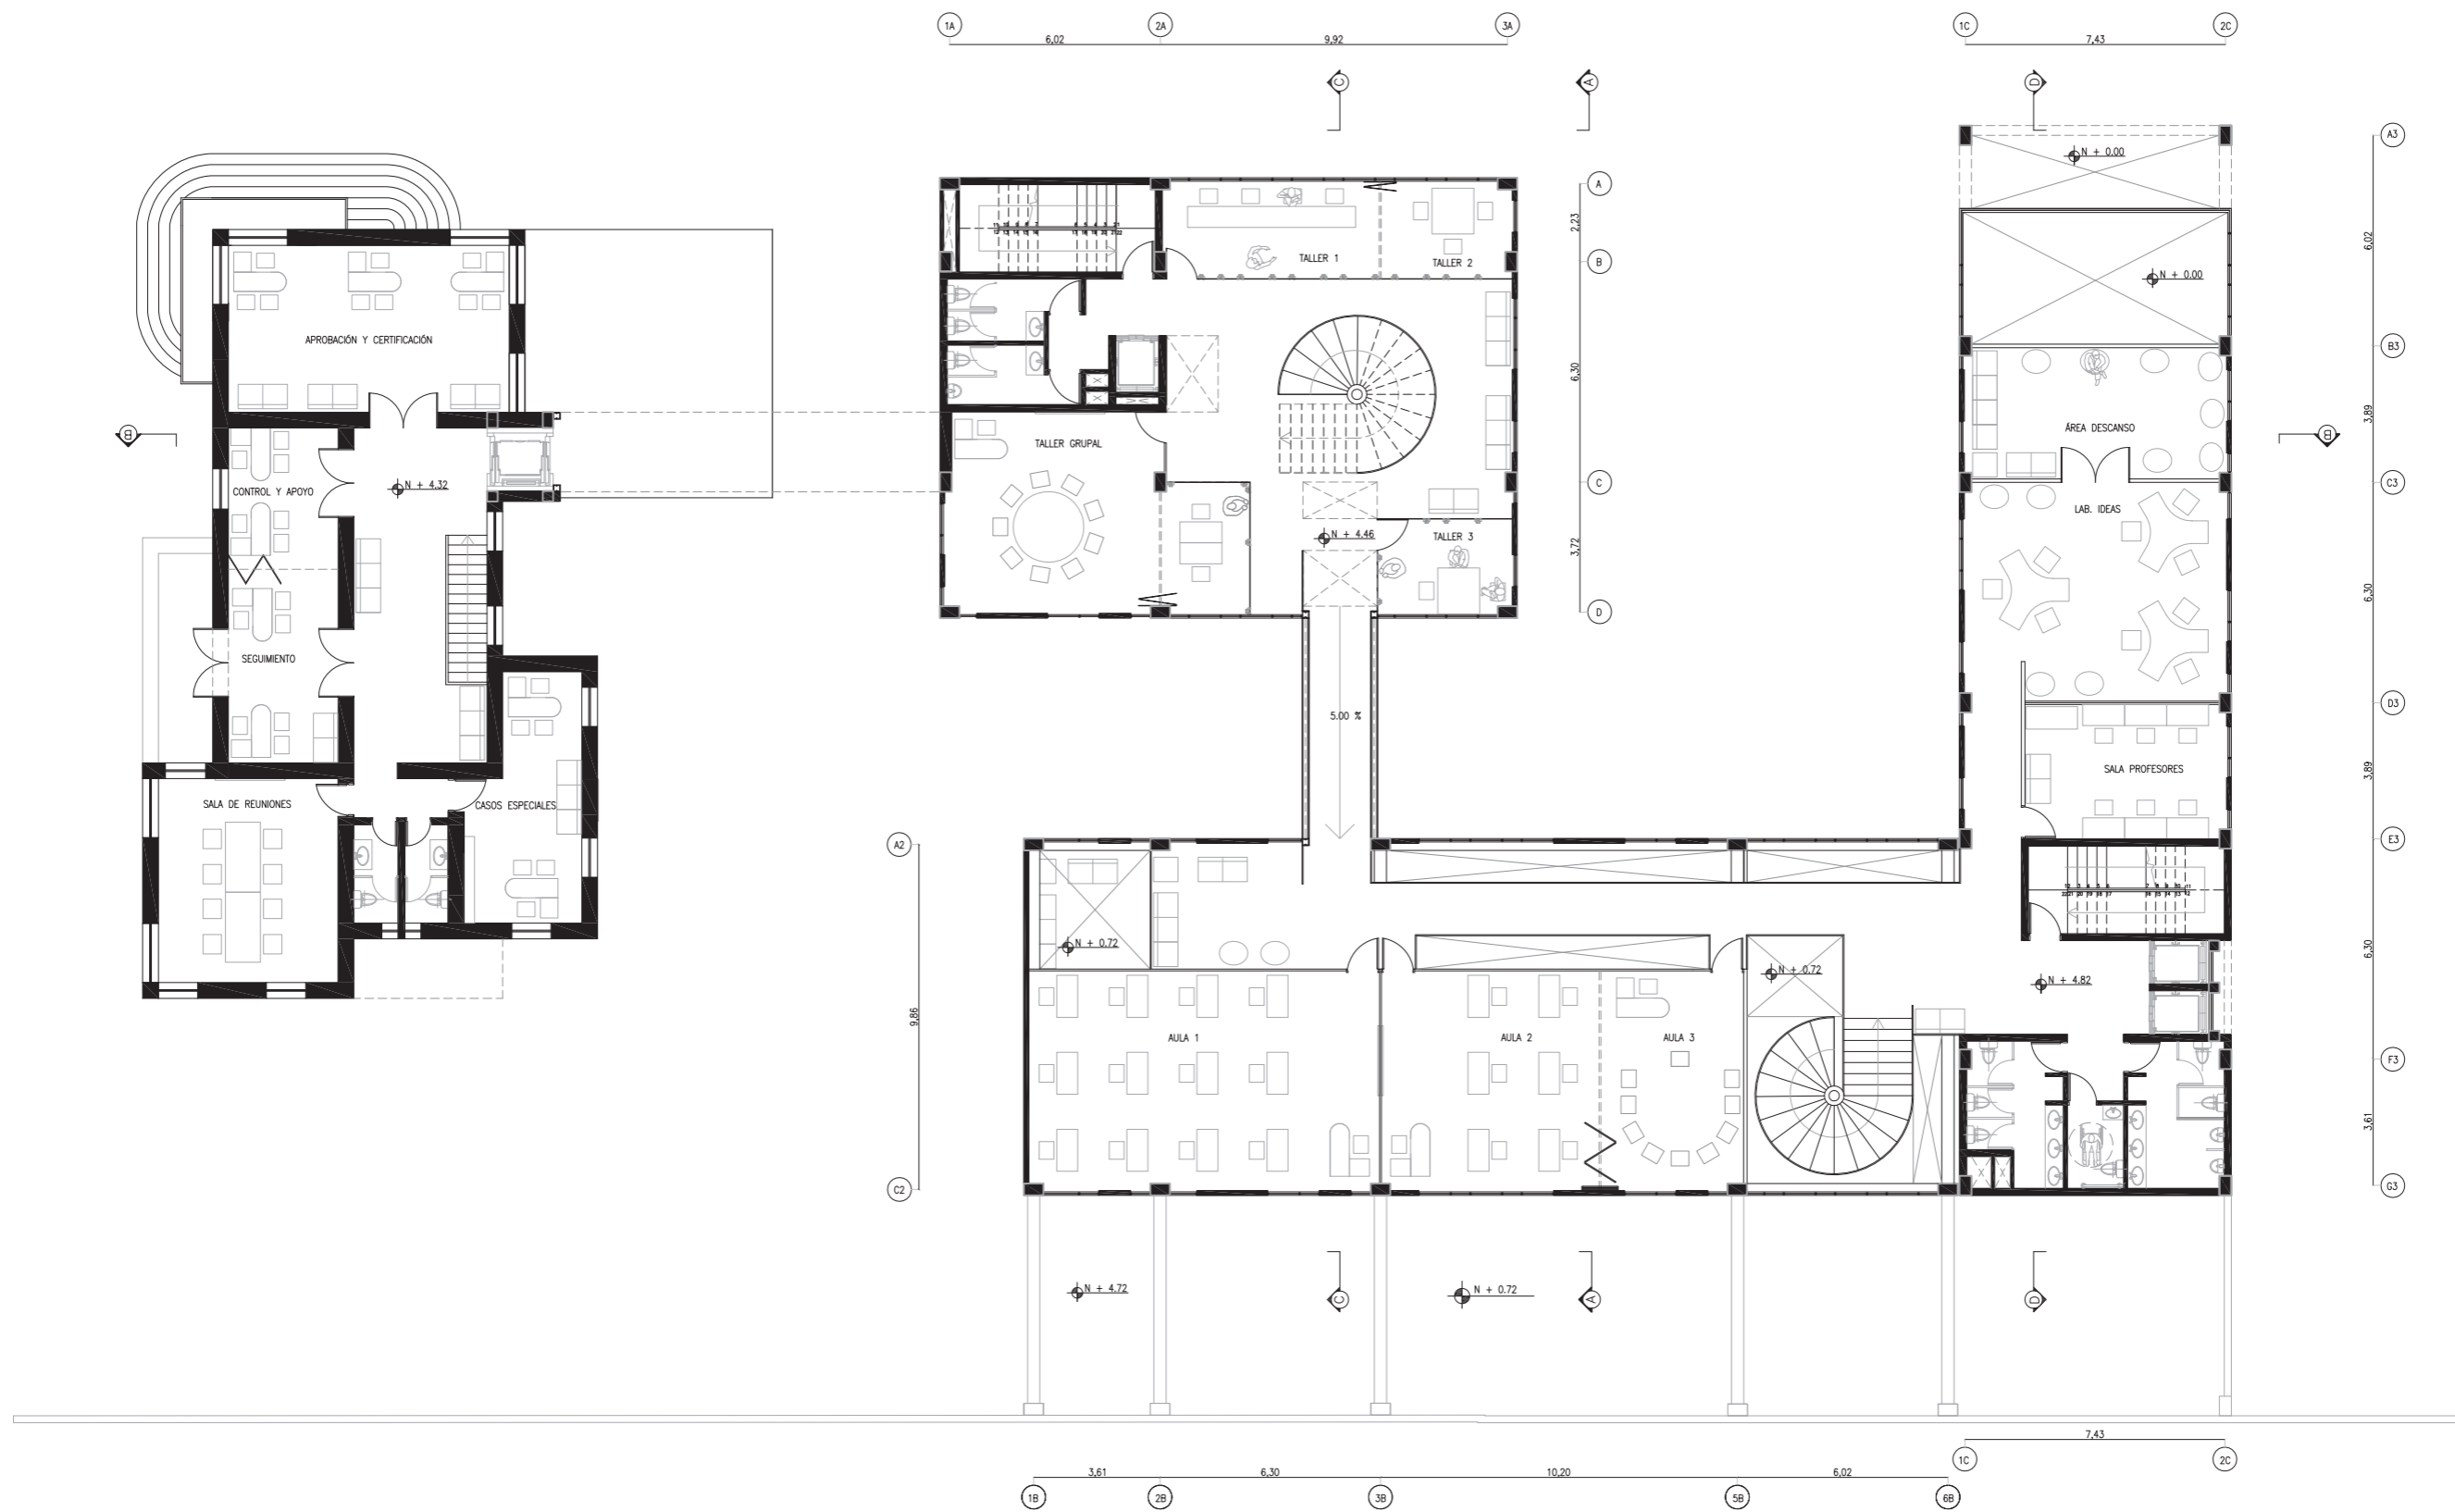 1A
2A
3A
1C
2C
6,02
9,92
7,43
C
A
D
A3
N + 0.00
A
2,23
6,02
B
TALLER 1
TALLER 2
N + 0.00
APROBACIÓN Y CERTIFICACIÓN
B3
6,30
3,89
ÁREA DESCANSO
B
B
TALLER GRUPAL
CONTROL Y APOYO
N + 4.32
C
C3
LAB. IDEAS
N + 4.46
TALLER 3
3,72
6,30
D
SEGUIMIENTO
D3
5.00 %
SALA PROFESORES
3,89
SALA DE REUNIONES
CASOS ESPECIALES
A2
E3
N + 0.72
N + 0.72
6,30
N + 4.82
9,86
AULA 1
AULA 2
AULA 3
F3
3,61
C2
G3
N + 4.72
N + 0.72
C
A
D
7,43
1C
2C
3,61
6,30
10,20
6,02
1B
2B
3B
5B
6B